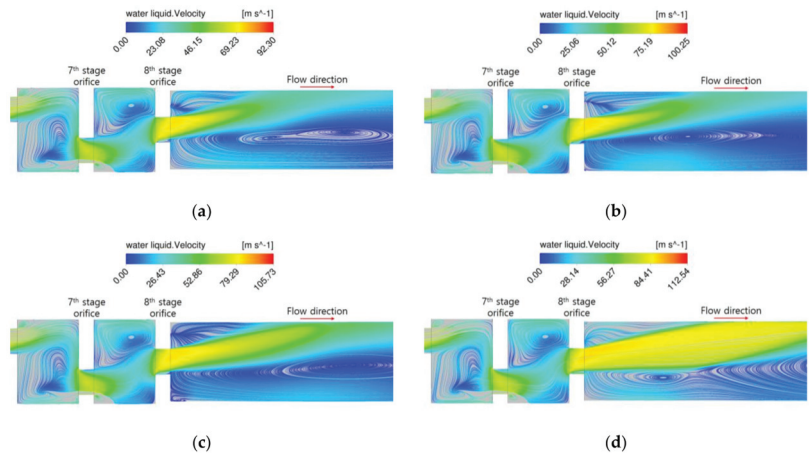 water liquid.Velocity [m s^-1]
0.00 23.08 46.15 69.23 92.30
7th stage orifice
8th stage orifice
Flow direction
(a)
water liquid.Velocity [m s^-1]
0.00 25.06 50.12 75.19 100.25
7th stage orifice
8th stage orifice
Flow direction
(b)
water liquid.Velocity [m s^-1]
0.00 26.43 52.86 79.29 105.73
7th stage orifice
8th stage orifice
Flow direction
(c)
water liquid.Velocity [m s^-1]
0.00 28.14 56.27 84.41 112.54
7th stage orifice
8th stage orifice
Flow direction
(d)